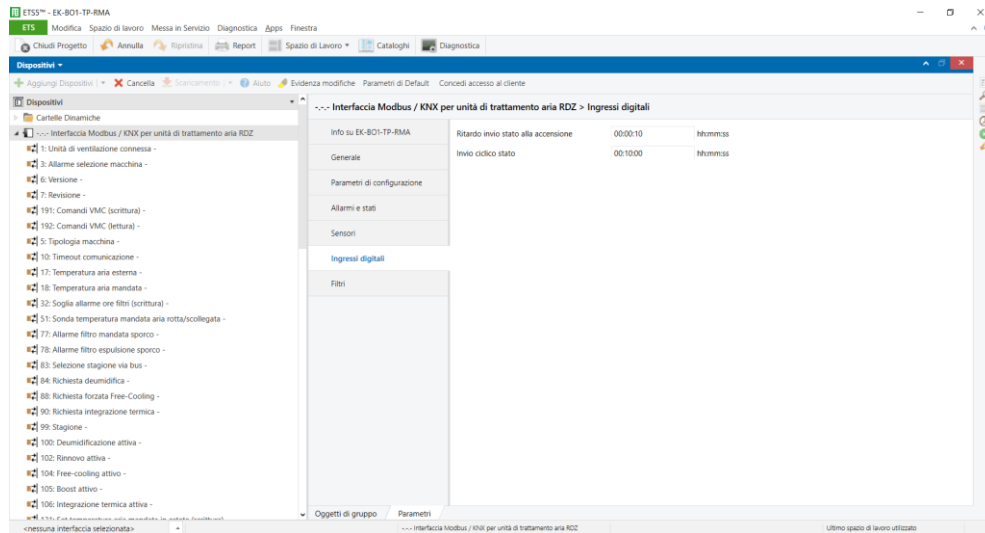 ETS5™ - EK-BO1-TP-RMA
ETS Modifica Spazio di lavoro Messa in Servizio Diagnostica Apps Finestra
Chiudi Progetto Annulla Ripristina Report Spazio di Lavoro Cataloghi Diagnostica
Dispositivi
Aggiungi Dispositivi Cancella Scaricamento Aiuto Evidenza modifiche Parametri di Default Concedi accesso al cliente
Dispositivi
Cartelle Dinamiche
-.-.- Interfaccia Modbus / KNX per unità di trattamento aria RDZ
1: Unità di ventilazione connessa -
3: Allarme selezione macchina -
6: Versione -
7: Revisione -
191: Comandi VMC (scrittura) -
192: Comandi VMC (lettura) -
5: Tipologia macchina -
10: Timeout comunicazione -
17: Temperatura aria esterna -
18: Temperatura aria mandata -
32: Soglia allarme ore filtri (scrittura) -
51: Sonda temperatura mandata aria rotta/scollegata -
77: Allarme filtro mandata sporco -
78: Allarme filtro espulsione sporco -
83: Selezione stagione via bus -
84: Richiesta deumidifica -
88: Richiesta forzata Free-Cooling -
90: Richiesta integrazione termica -
99: Stagione -
100: Deumidificazione attiva -
102: Rinnovo attiva -
104: Free-cooling attivo -
105: Boost attivo -
106: Integrazione termica attiva -
-.-.- Interfaccia Modbus / KNX per unità di trattamento aria RDZ > Ingressi digitali
Info su EK-BO1-TP-RMA
Generale
Parametri di configurazione
Allarmi e stati
Sensori
Ingressi digitali
Filtri
Ritardo invio stato alla accensione 00:00:10 hh:mm:ss
Invio ciclico stato 00:10:00 hh:mm:ss
Oggetti di gruppo Parametri
<nessuna interfaccia selezionata> -.-.- Interfaccia Modbus / KNX per unità di trattamento aria RDZ Ultimo spazio di lavoro utilizzato